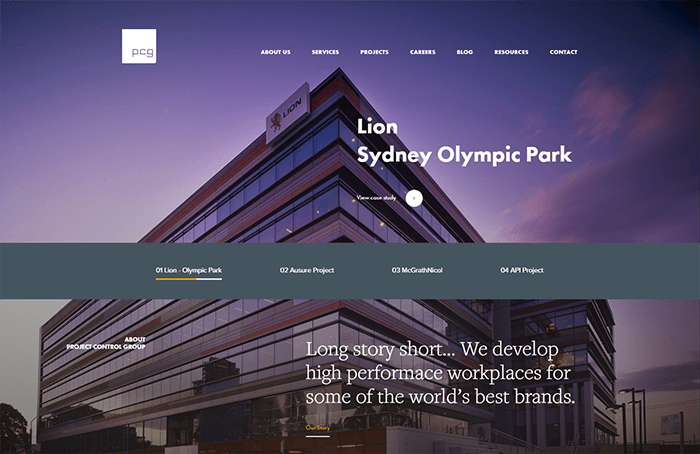 pcg
ABOUT US SERVICES PROJECTS CAREERS BLOG RESOURCES CONTACT
LION
Lion
Sydney Olympic Park
View case study
01 Lion - Olympic Park 02 Ausure Project 03 McGrathNicol 04 API Project
ABOUT
PROJECT CONTROL GROUP
Long story short... We develop
high performace workplaces for
some of the world's best brands.
Our Story